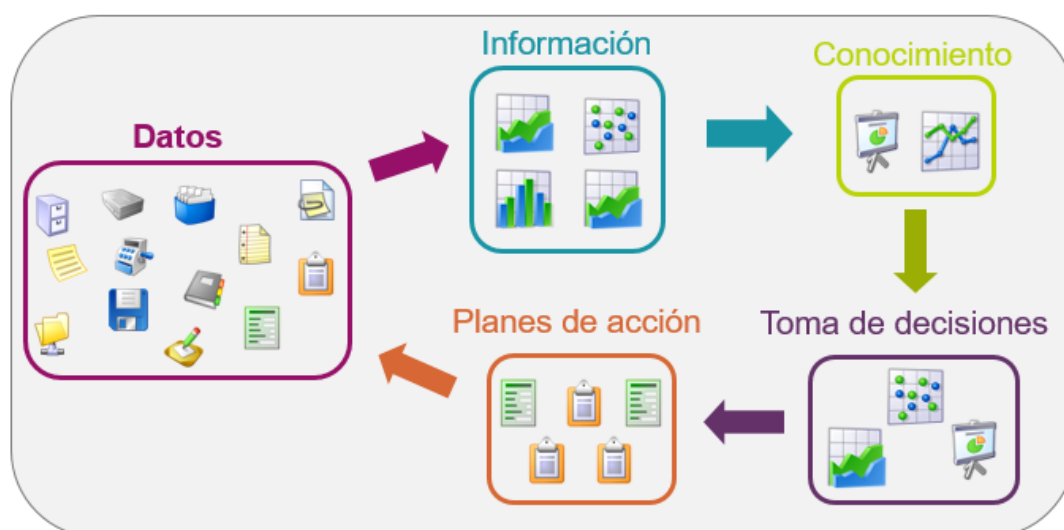 Información
Conocimiento
Datos
Planes de acción
Toma de decisiones